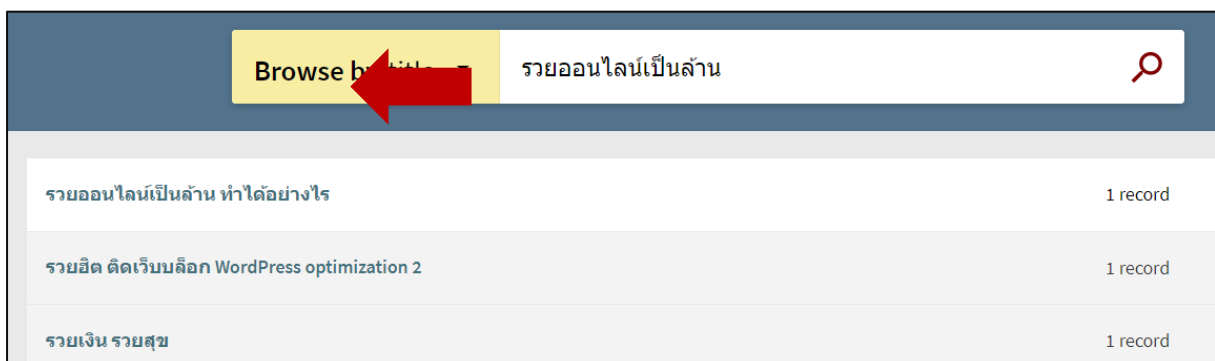 Browse by title
รวยออนไลน์เป็นล้าน
รวยออนไลน์เป็นล้าน ทำได้อย่างไร 1 record
รวยฮิต ติดเว็บบล็อก WordPress optimization 2 1 record
รวยเงิน รวยสุข 1 record